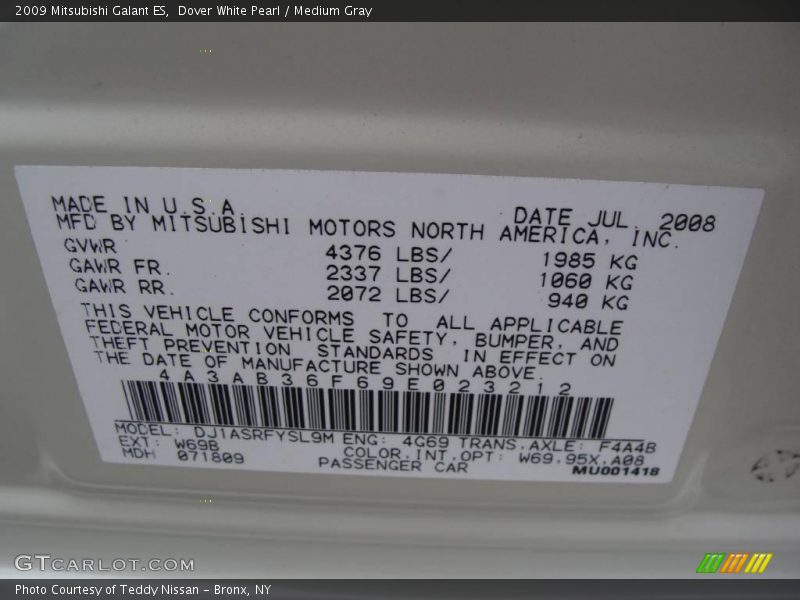 2009 Mitsubishi Galant ES, Dover White Pearl / Medium Gray
MADE IN U.S.A. DATE JUL 2008
MFD BY MITSUBISHI MOTORS NORTH AMERICA, INC.
GVWR 4376 LBS/ 1985 KG
GAWR FR. 2337 LBS/ 1060 KG
GAWR RR. 2072 LBS/ 940 KG
THIS VEHICLE CONFORMS TO ALL APPLICABLE
FEDERAL MOTOR VEHICLE SAFETY, BUMPER, AND
THEFT PREVENTION STANDARDS IN EFFECT ON
THE DATE OF MANUFACTURE SHOWN ABOVE
4A3AB36F69E023212
MODEL: DJ1ASRFYSL9M ENG: 4G69 TRANS.AXLE: F4A4B
EXT: W69B COLOR.INT.OPT: W69.95X.A08
MDH 071809 PASSENGER CAR MU001418
GTCARLOT.COM
Photo Courtesy of Teddy Nissan - Bronx, NY